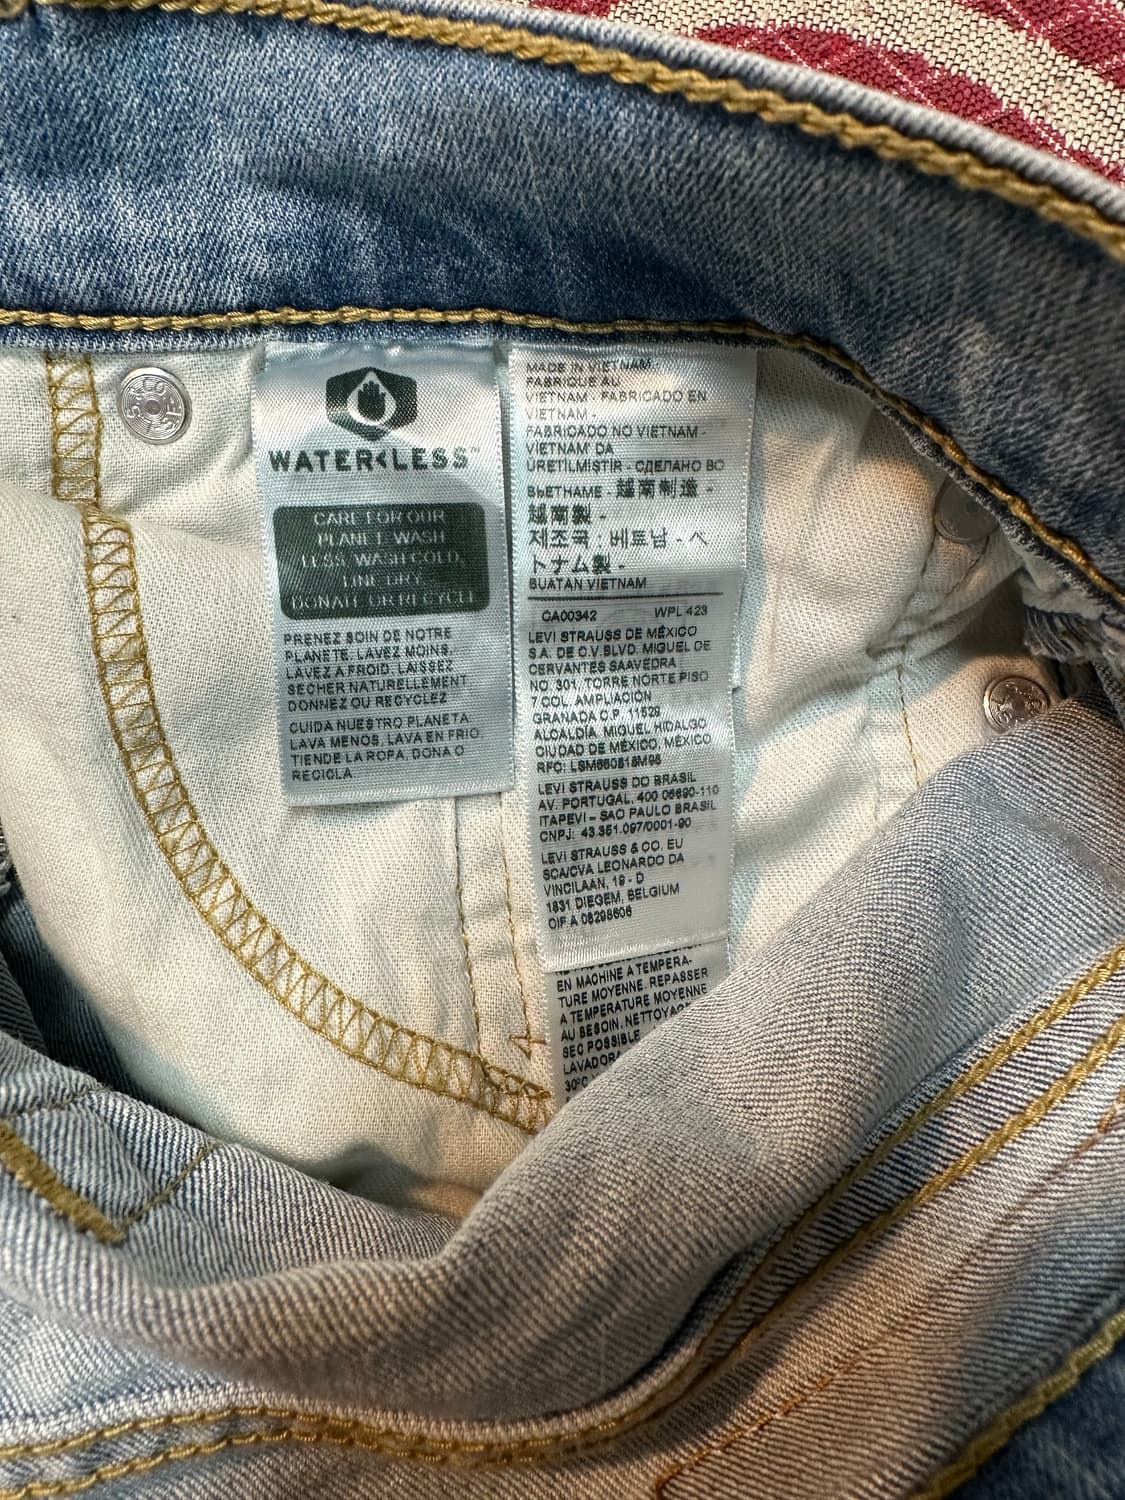 WATER<LESS™
CARE FOR OUR
PLANET WASH
LESS, WASH COLD,
LINE DRY,
DONATE OR RECYCLE
PRENEZ SOIN DE NOTRE
PLANETE. LAVEZ MOINS,
LAVEZ A FROID, LAISSEZ
SECHER NATURELLEMENT
DONNEZ OU RECYCLEZ
CUIDA NUESTRO PLANETA
LAVA MENOS, LAVA EN FRIO,
TIENDE LA ROPA, DONA O
RECICLA
MADE IN VIETNAM
FABRIQUE AU
VIETNAM - FABRICADO EN
VIETNAM -
FABRICADO NO VIETNAM -
VIETNAM' DA
ÜRETILMISTIR - СДЕЛАНО ВО
ВЬЕТНАМЕ - 越南制造 -
越南製 -
제조국 : 베트남 - ベ
トナム製 -
BUATAN VIETNAM
CA00342 WPL 423
LEVI STRAUSS DE MÉXICO
S.A. DE C.V. BLVD. MIGUEL DE
CERVANTES SAAVEDRA
NO. 301, TORRE NORTE PISO
7 COL. AMPLIACIÓN
GRANADA C.P. 11529
ALCALDÍA. MIGUEL HIDALGO
CIUDAD DE MÉXICO, MÉXICO
RFC:
LEVI STRAUSS DO BRASIL
AV. PORTUGAL, 400 06690-110
ITAPEVI – SAO PAULO BRASIL
CNPJ: 43.351.097/0001-90
LEVI STRAUSS & CO. EU
SCA/CVA LEONARDO DA
VINCILAAN, 19 - D
1831 DIEGEM, BELGIUM
CIF A 08298606
EN MACHINE A TEMPERA-
TURE MOYENNE. REPASSER
A TEMPERATURE MOYENNE
AU BESOIN. NETTOYAGE
SEC POSSIBLE
LAVADORA
30°C